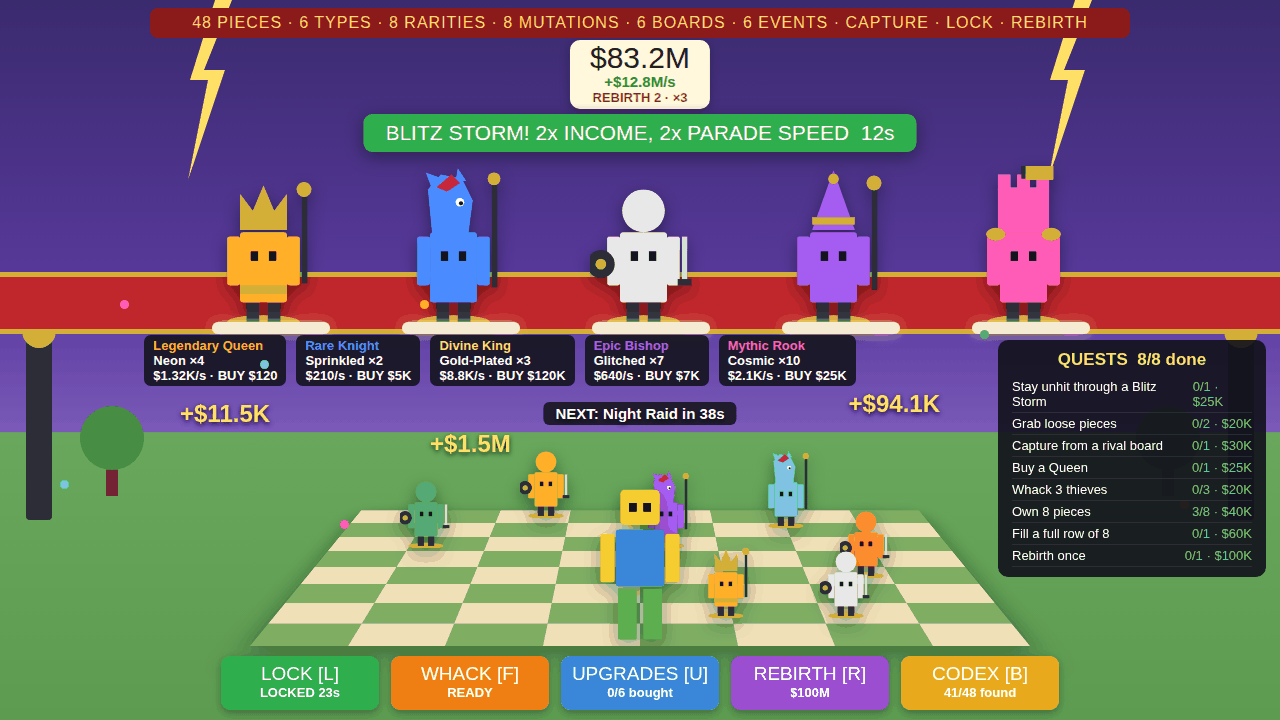 48 PIECES · 6 TYPES · 8 RARITIES · 8 MUTATIONS · 6 BOARDS · 6 EVENTS · CAPTURE · LOCK · REBIRTH
$83.2M
+$12.8M/s
REBIRTH 2 · ×3
BLITZ STORM! 2x INCOME, 2x PARADE SPEED 12s
Legendary Queen
Neon ×4
$1.32K/s · BUY $120
Rare Knight
Sprinkled ×2
$210/s · BUY $5K
Divine King
Gold-Plated ×3
$8.8K/s · BUY $120K
Epic Bishop
Glitched ×7
$640/s · BUY $7K
Mythic Rook
Cosmic ×10
$2.1K/s · BUY $25K
+$11.5K
+$1.5M
NEXT: Night Raid in 38s
+$94.1K
QUESTS 8/8 done
Stay unhit through a Blitz Storm 0/1 · $25K
Grab loose pieces 0/2 · $20K
Capture from a rival board 0/1 · $30K
Buy a Queen 0/1 · $25K
Whack 3 thieves 0/3 · $20K
Own 8 pieces 3/8 · $40K
Fill a full row of 8 0/1 · $60K
Rebirth once 0/1 · $100K
LOCK [L]
LOCKED 23s
WHACK [F]
READY
UPGRADES [U]
0/6 bought
REBIRTH [R]
$100M
CODEX [B]
41/48 found